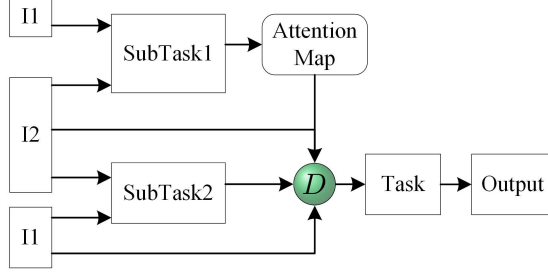 I1
SubTask1
Attention
Map
I2
SubTask2
D
Task
Output
I1